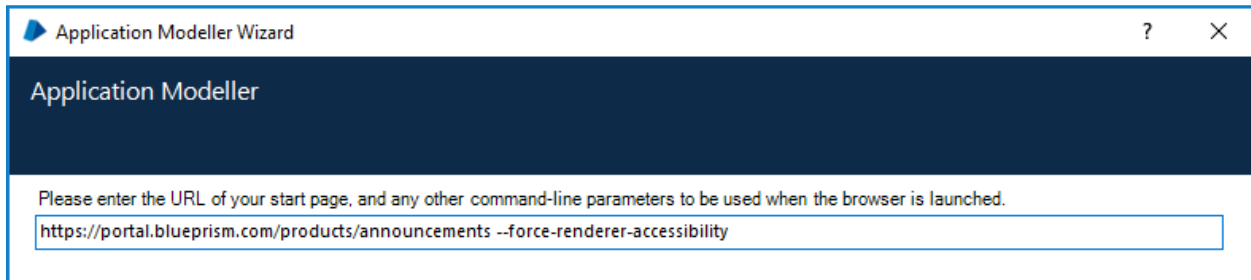 Application Modeller Wizard
?
Application Modeller
Please enter the URL of your start page, and any other command-line parameters to be used when the browser is launched.
https://portal.blueprism.com/products/announcements --force-renderer-accessibility